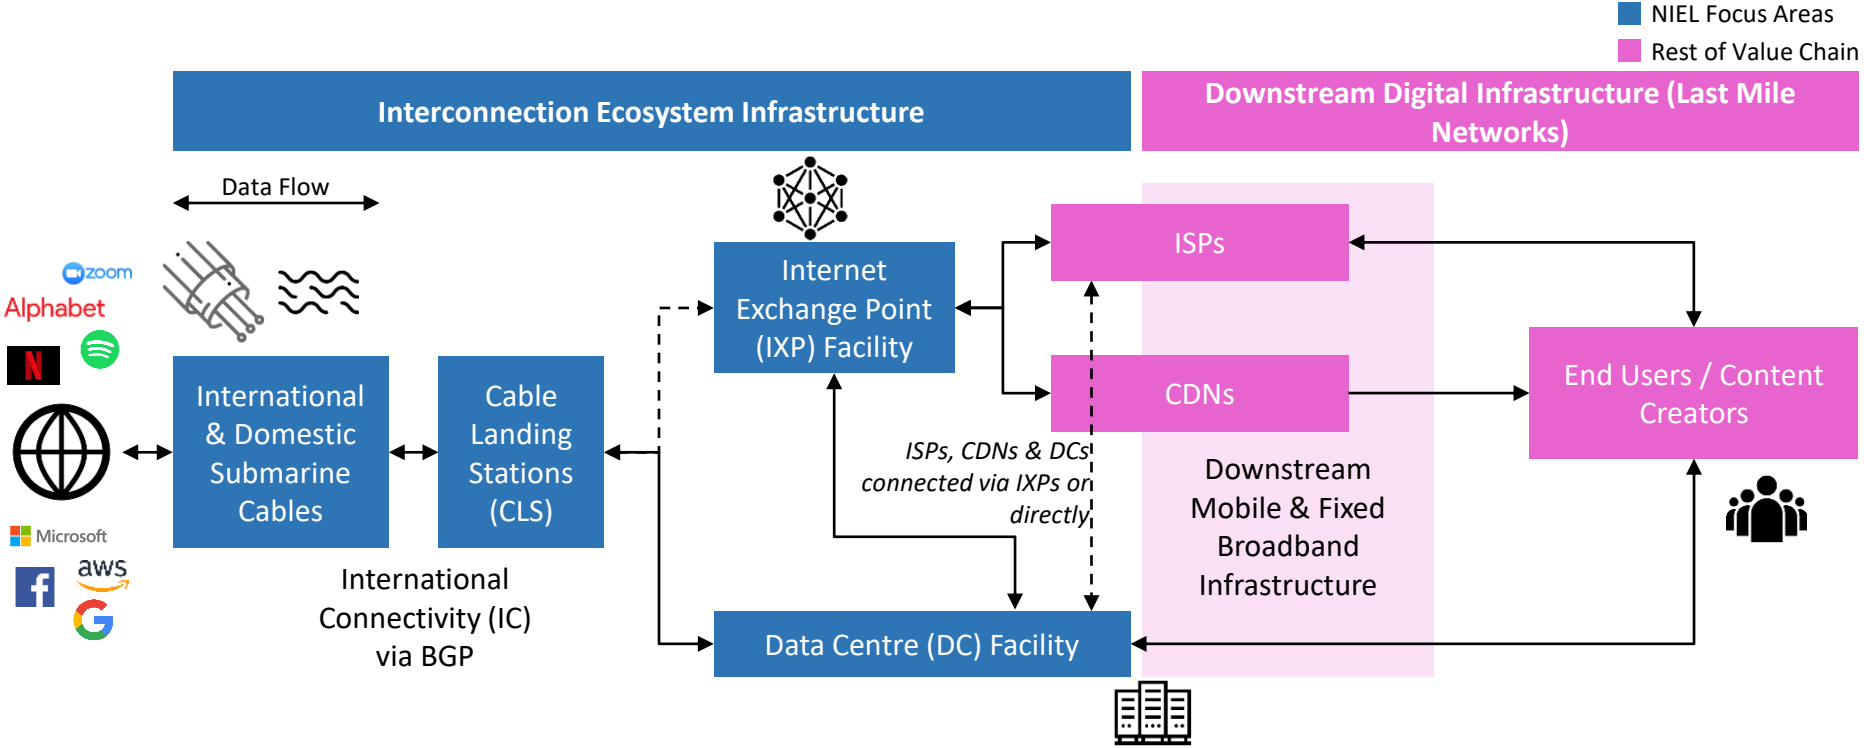 NIEL Focus Areas
Rest of Value Chain
Interconnection Ecosystem Infrastructure
Downstream Digital Infrastructure (Last Mile
Networks)
Data Flow
zoom
Alphabet
N
Microsoft
aws
f
G
International
& Domestic
Submarine
Cables
Cable
Landing
Stations
(CLS)
International
Connectivity (IC)
via BGP
Internet
Exchange Point
(IXP) Facility
ISPs
CDNs
ISPs, CDNs & DCs
connected via IXPs or
directly
Data Centre (DC) Facility
Downstream
Mobile & Fixed
Broadband
Infrastructure
End Users / Content
Creators